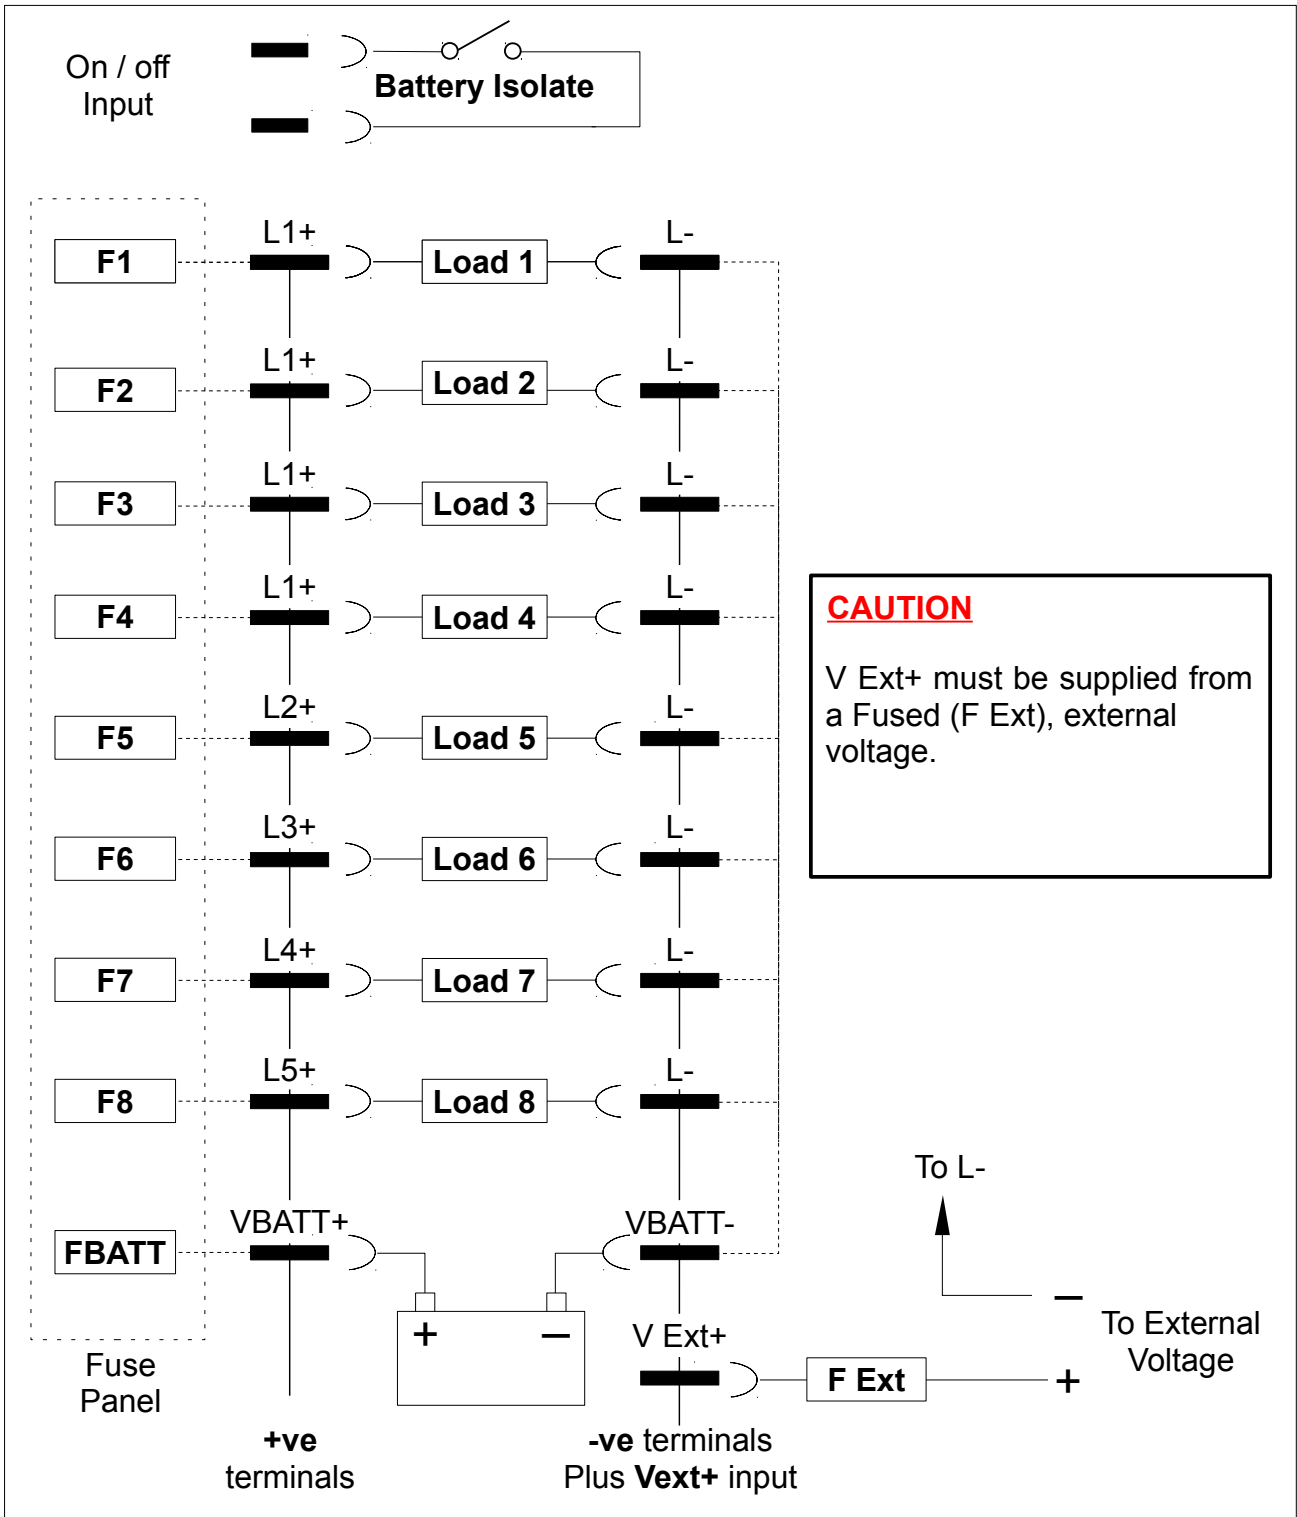 On / off
Input
Battery Isolate
F1 L1+ Load 1 L-
F2 L1+ Load 2 L-
F3 L1+ Load 3 L-
F4 L1+ Load 4 L-
F5 L2+ Load 5 L-
F6 L3+ Load 6 L-
F7 L4+ Load 7 L-
F8 L5+ Load 8 L-
CAUTION
V Ext+ must be supplied from
a Fused (F Ext), external
voltage.
FBATT VBATT+ VBATT-
+ –
To L-
–
V Ext+
F Ext
+
To External
Voltage
Fuse
Panel
+ve
terminals
-ve terminals
Plus Vext+ input